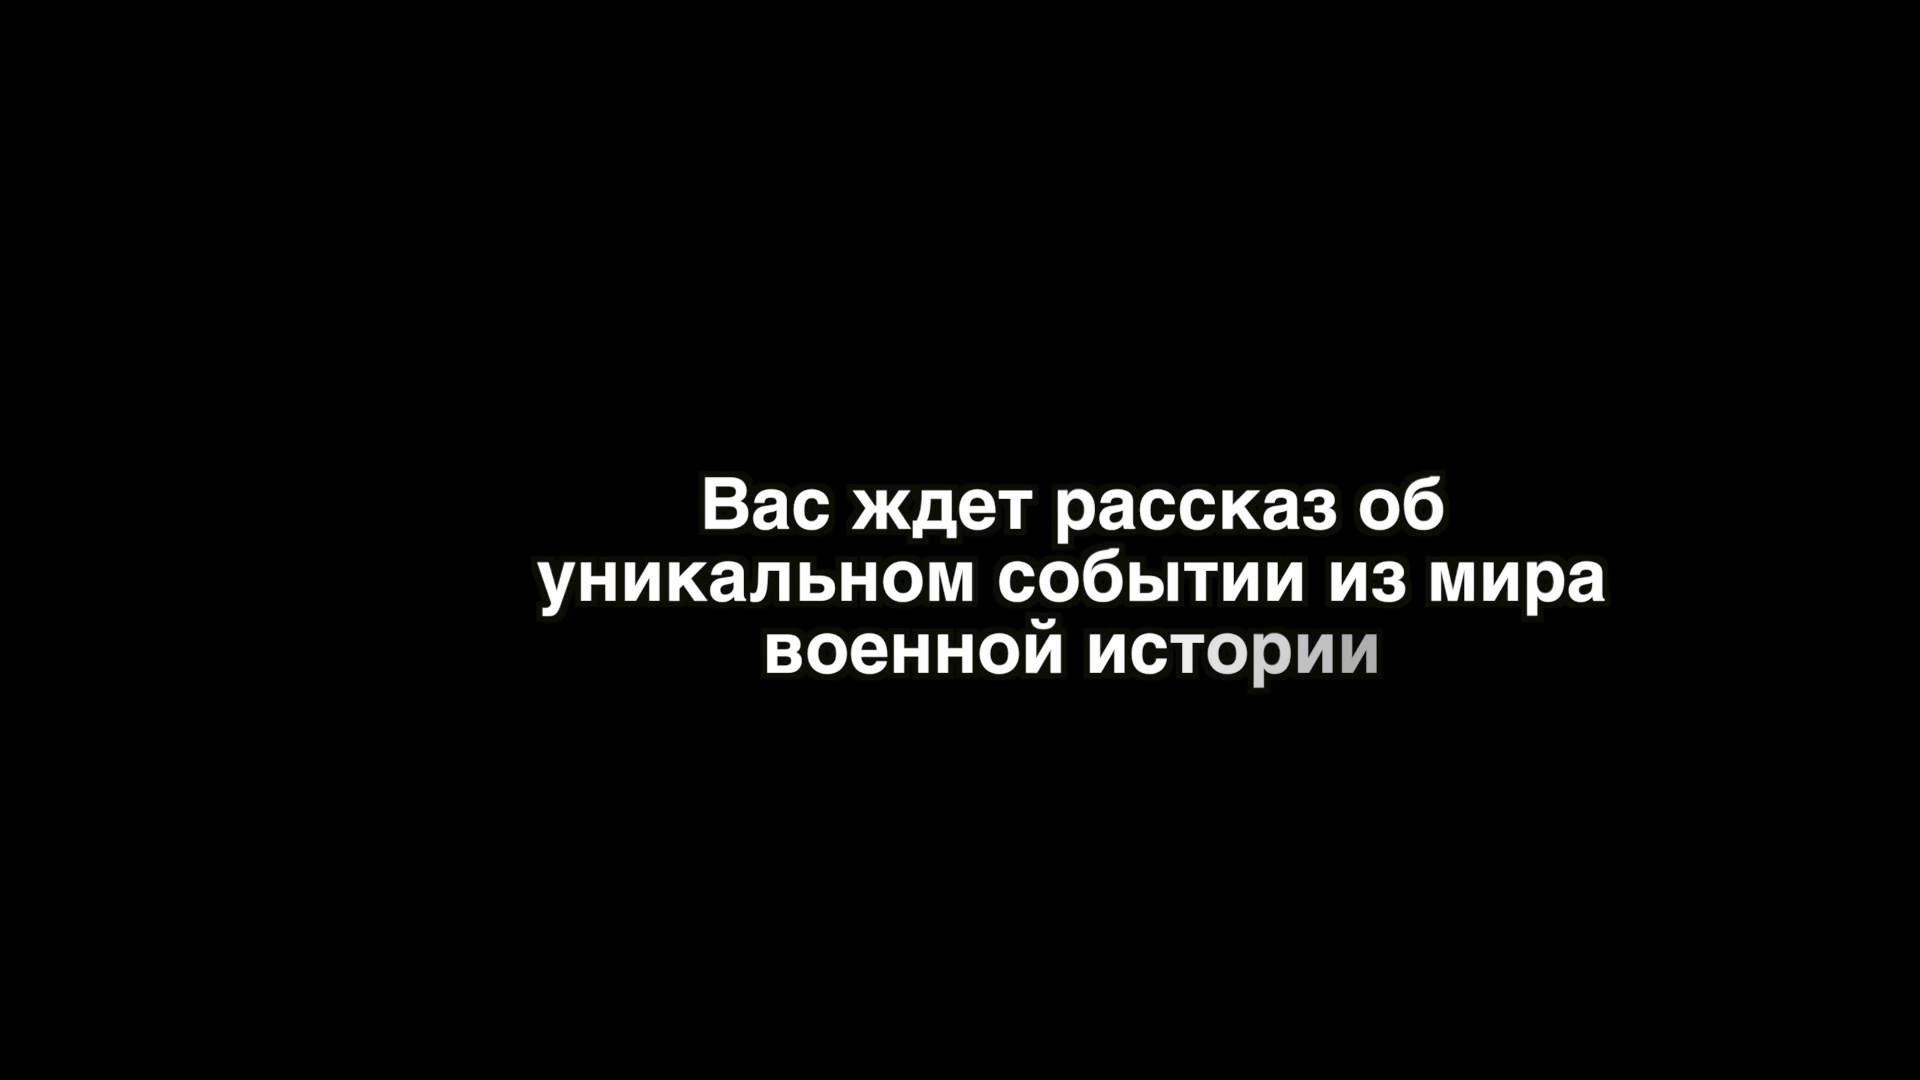 Вас ждет рассказ об
уникальном событии из мира
военной истории